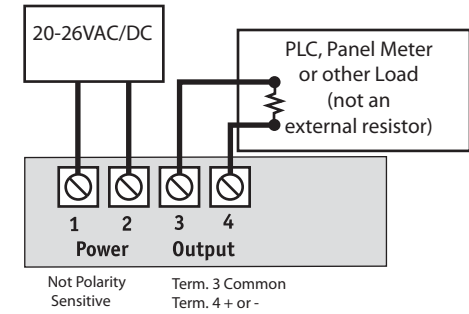 20-26VAC/DC
PLC, Panel Meter
or other Load
(not an
external resistor)
1 2 3 4
Power Output
Not Polarity
Sensitive
Term. 3 Common
Term. 4 + or -